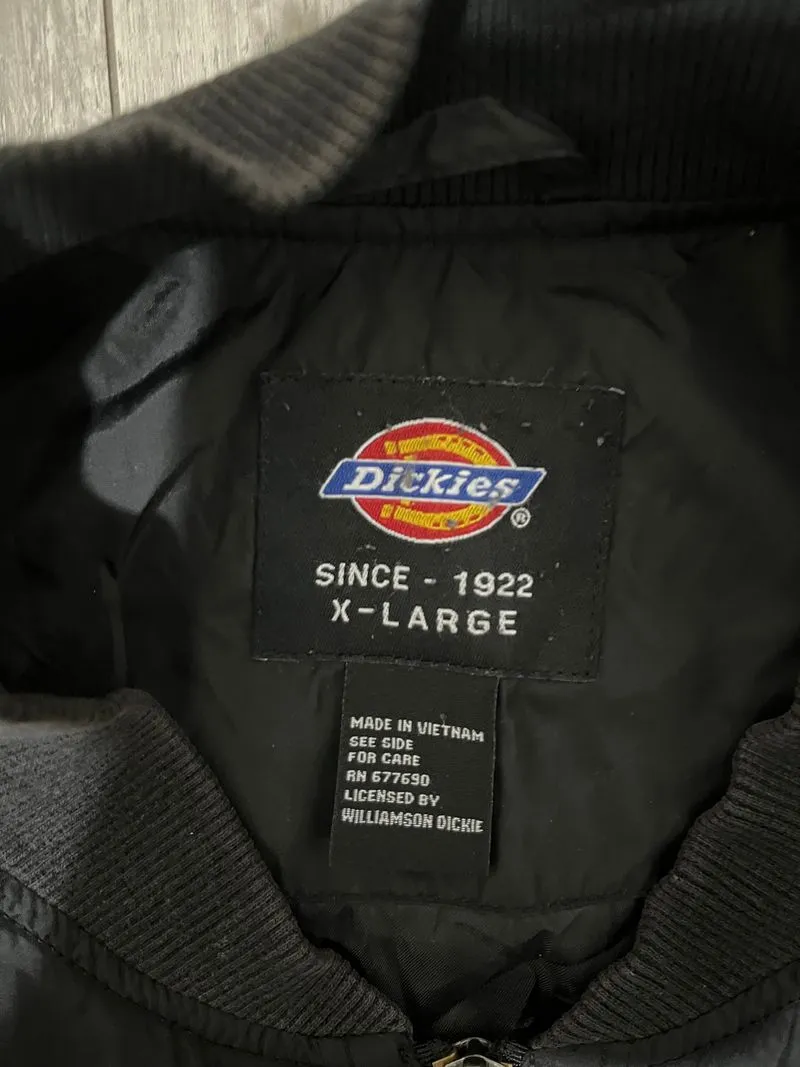 Dickies®
SINCE - 1922
X-LARGE
MADE IN VIETNAM
SEE SIDE
FOR CARE
RN 677690
LICENSED BY
WILLIAMSON DICKIE